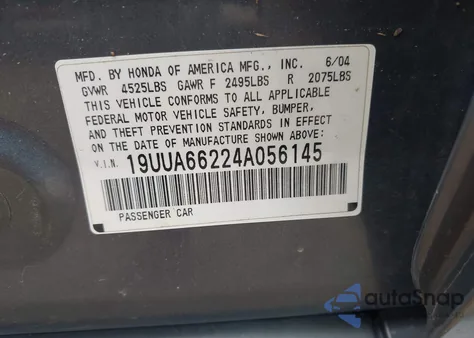 MFD. BY HONDA OF AMERICA MFG., INC. 6/04
GVWR 4525LBS GAWR F 2495LBS R 2075LBS
THIS VEHICLE CONFORMS TO ALL APPLICABLE
FEDERAL MOTOR VEHICLE SAFETY, BUMPER,
AND THEFT PREVENTION STANDARDS IN EFFECT
ON THE DATE OF MANUFACTURE SHOWN ABOVE.
V.I.N. 19UUA66224A056145
PASSENGER CAR
autoSnap